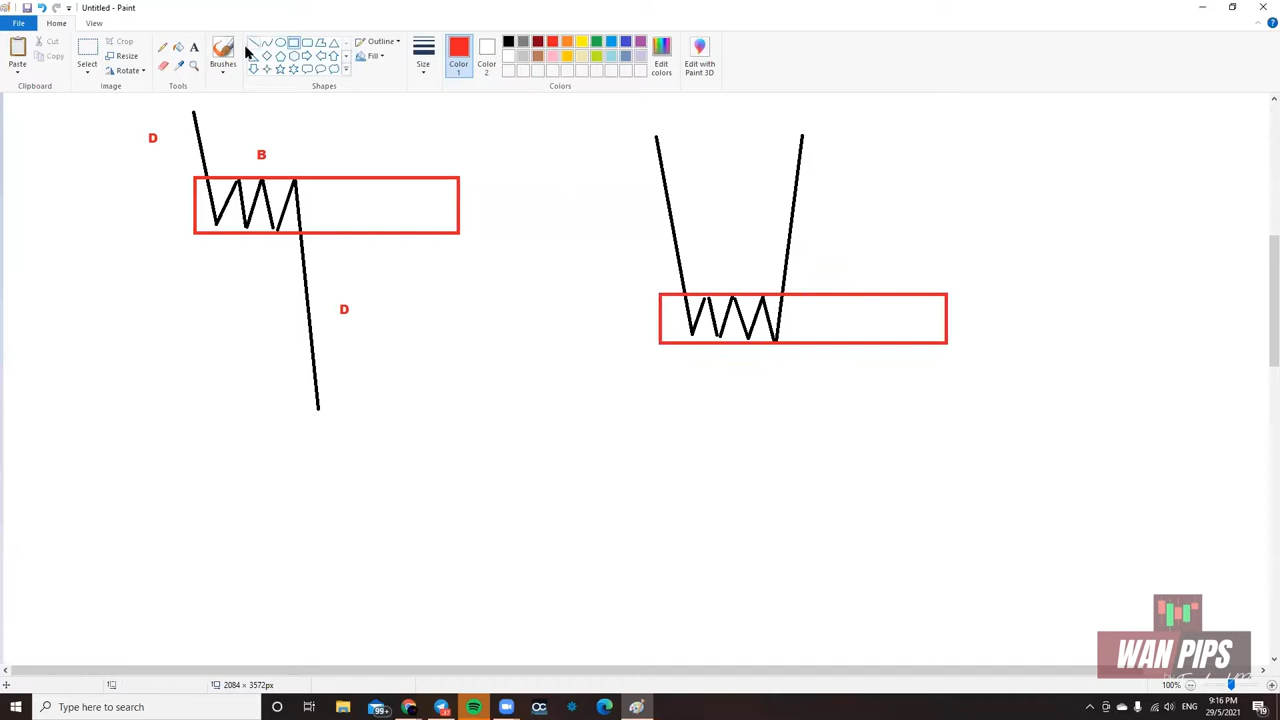 Untitled - Paint
File
Home
View
Paste
Cut
Copy
Clipboard
Select
Crop
Resize
Rotate
Image
A
Tools
Brushes
Shapes
Outline
Fill
Size
Color
1
Color
2
Edit
colors
Edit with
Paint 3D
Colors
D
B
D
WAN PIPS
2084 × 3572px
100%
Type here to search
99+
ENG
9:16 PM
29/5/2021
19